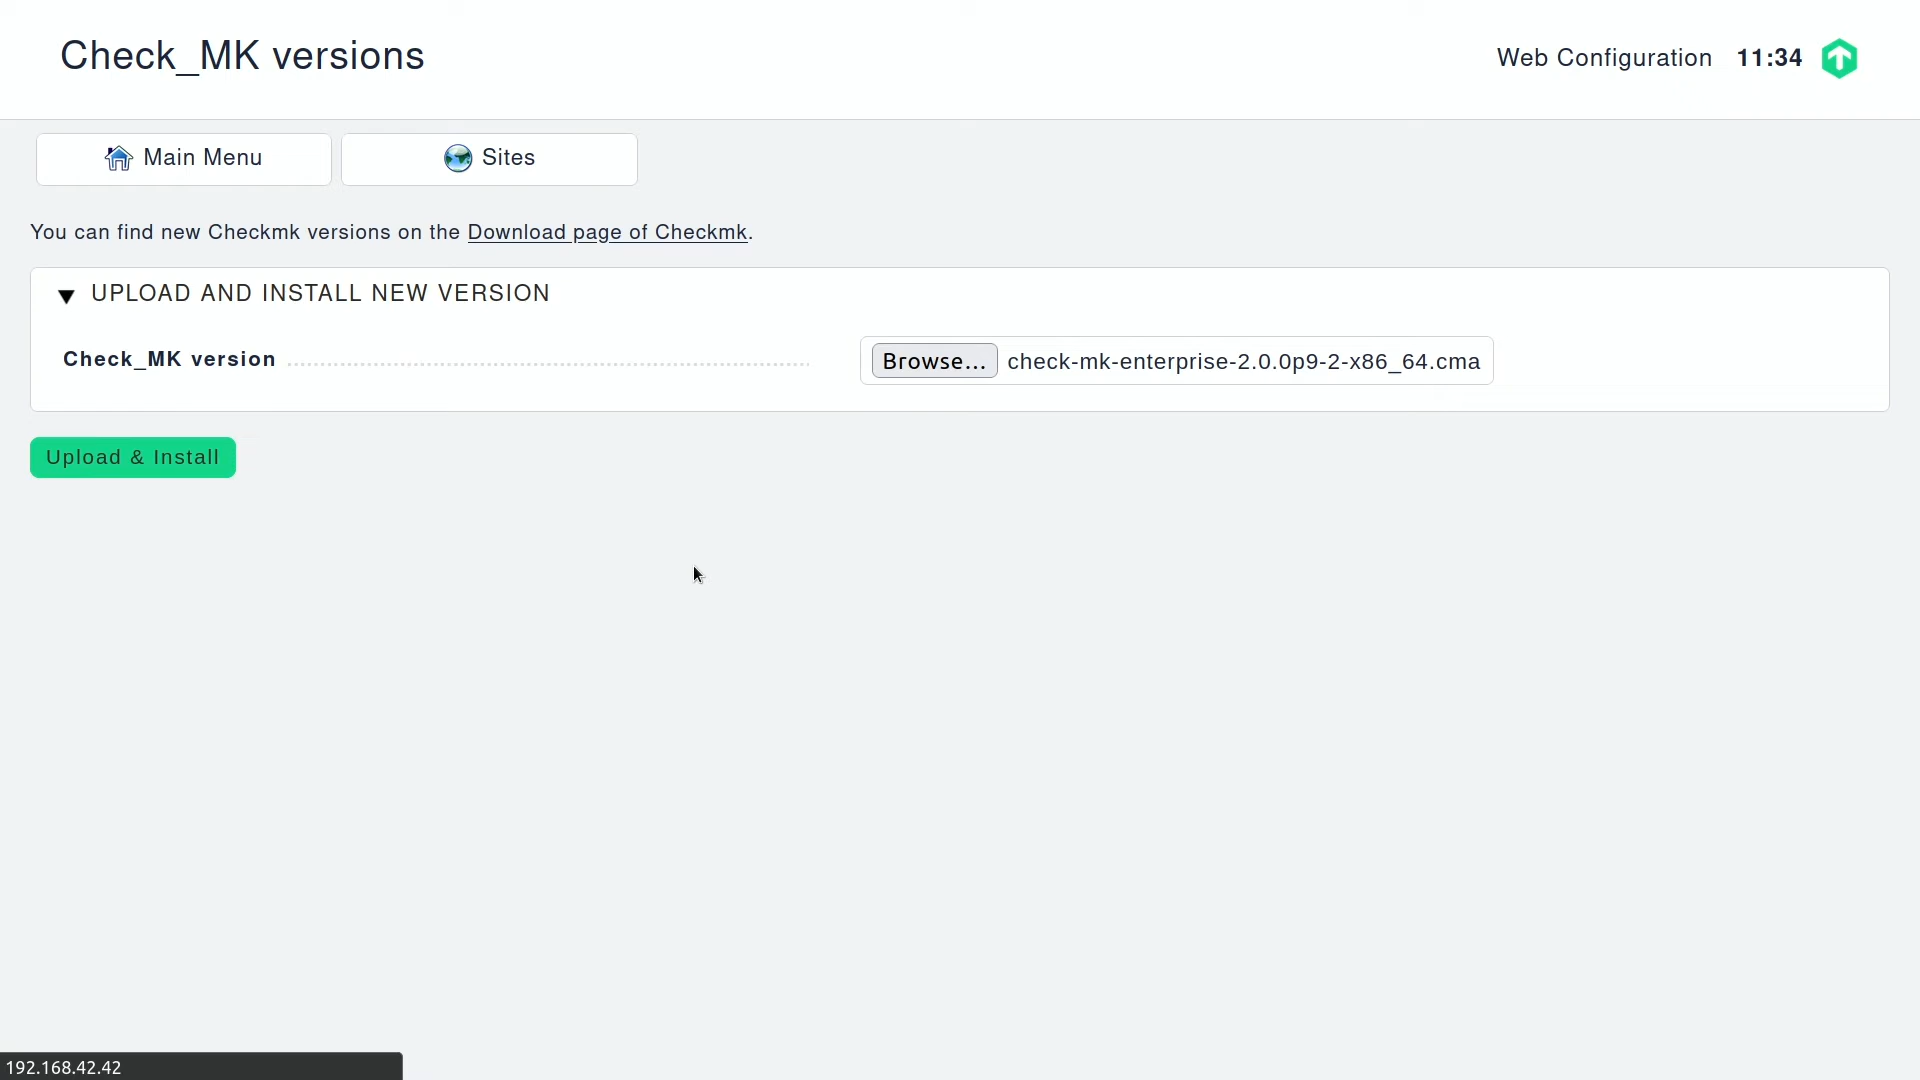 Check_MK versions
Web Configuration 11:34
Main Menu
Sites
You can find new Checkmk versions on the Download page of Checkmk.
UPLOAD AND INSTALL NEW VERSION
Check_MK version
Browse... check-mk-enterprise-2.0.0p9-2-x86_64.cma
Upload & Install
192.168.42.42